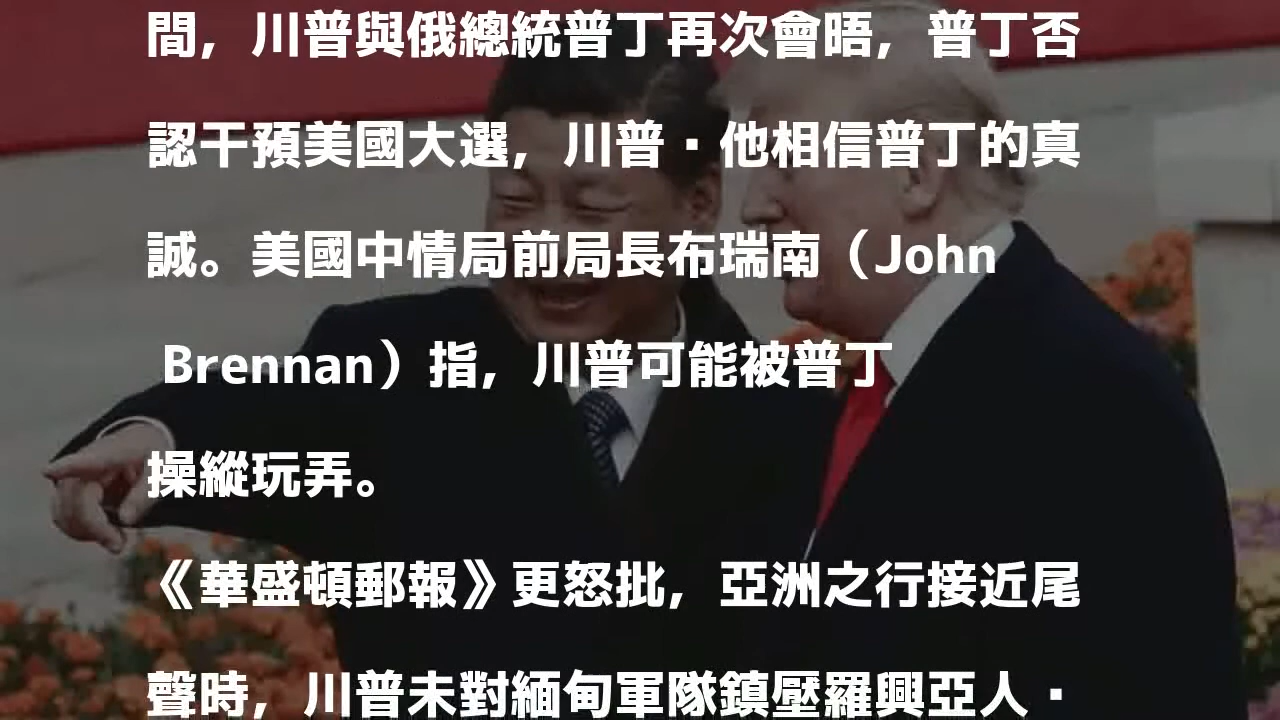 間，川普與俄總統普丁再次會晤，普丁否
認干預美國大選，川普▪他相信普丁的真
誠。美國中情局前局長布瑞南（John
Brennan）指，川普可能被普丁
操縱玩弄。
《華盛頓郵報》更怒批，亞洲之行接近尾
聲時，川普未對緬甸軍隊鎮壓羅興亞人▪